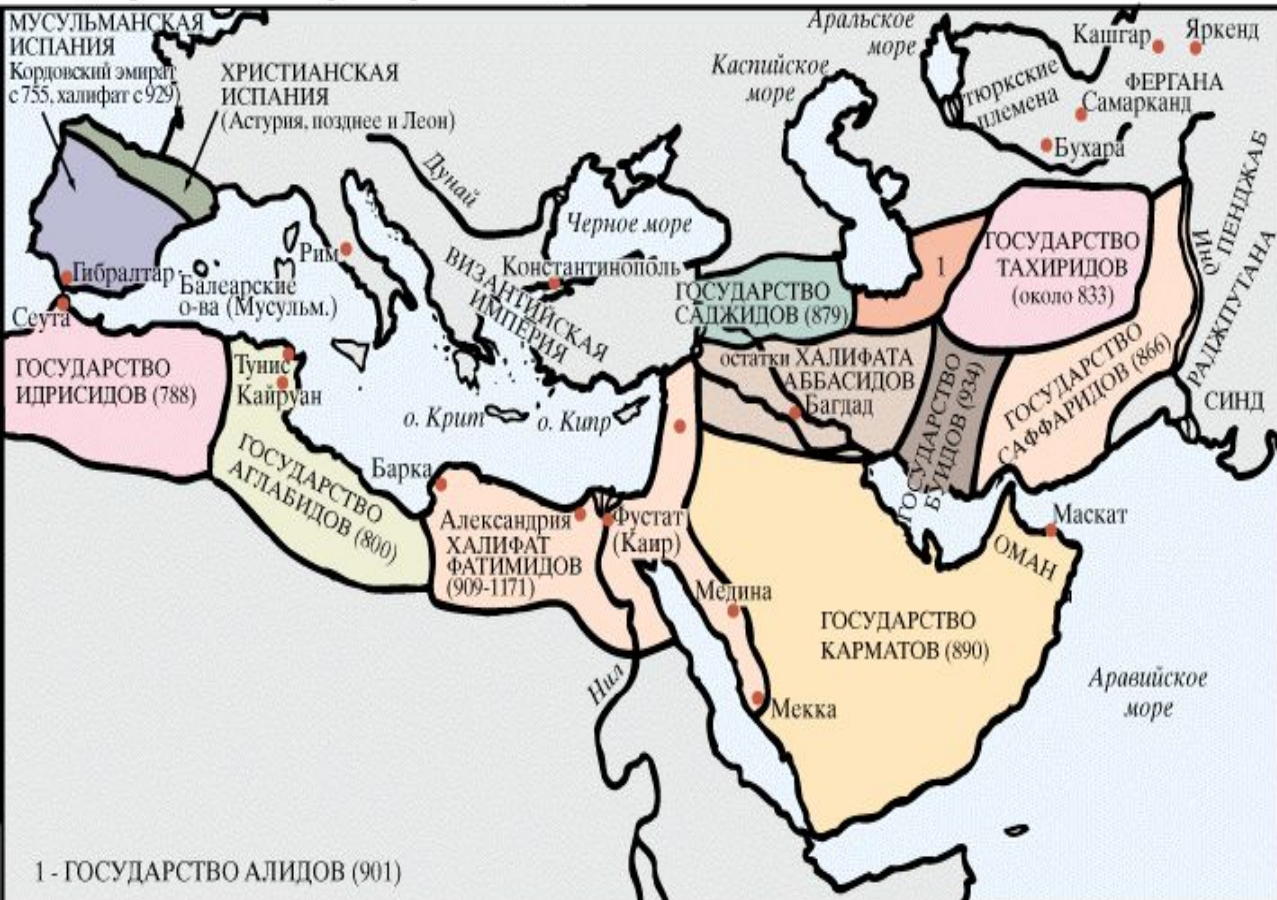 МУСУЛЬМАНСКАЯ
ИСПАНИЯ
Кордовский эмират
с 755, халифат с 929)
ХРИСТИАНСКАЯ
ИСПАНИЯ
(Астурия, позднее и Леон)
Аральское
море
Каспийское
море
Кашгар
Яркенд
ФЕРГАНА
тюркские
племена
Самарканд
Бухара
Дунай
Черное море
Рим
Константинополь
ВИЗАНТИЙСКАЯ
ИМПЕРИЯ
Гибралтар
Балеарские
о-ва (Мусульм.)
Сеута
ГОСУДАРСТВО
САДЖИДОВ (879)
1
ГОСУДАРСТВО
ТАХИРИДОВ
(около 833)
Инд
ПЕНДЖАБ
РАДЖПУТАНА
СИНД
ГОСУДАРСТВО
ИДРИСИДОВ (788)
Тунис
Кайруан
остатки ХАЛИФАТА
АББАСИДОВ
Багдад
ГОСУДАРСТВО
БУИДОВ (934)
ГОСУДАРСТВО
САФФАРИДОВ (866)
о. Крит
о. Кипр
ГОСУДАРСТВО
АГЛАБИДОВ (800)
Барка
Александрия
ХАЛИФАТ
ФАТИМИДОВ
(909-1171)
Фустат
(Каир)
Маскат
ОМАН
Медина
ГОСУДАРСТВО
КАРМАТОВ (890)
Аравийское
море
Нил
Мекка
1 - ГОСУДАРСТВО АЛИДОВ (901)